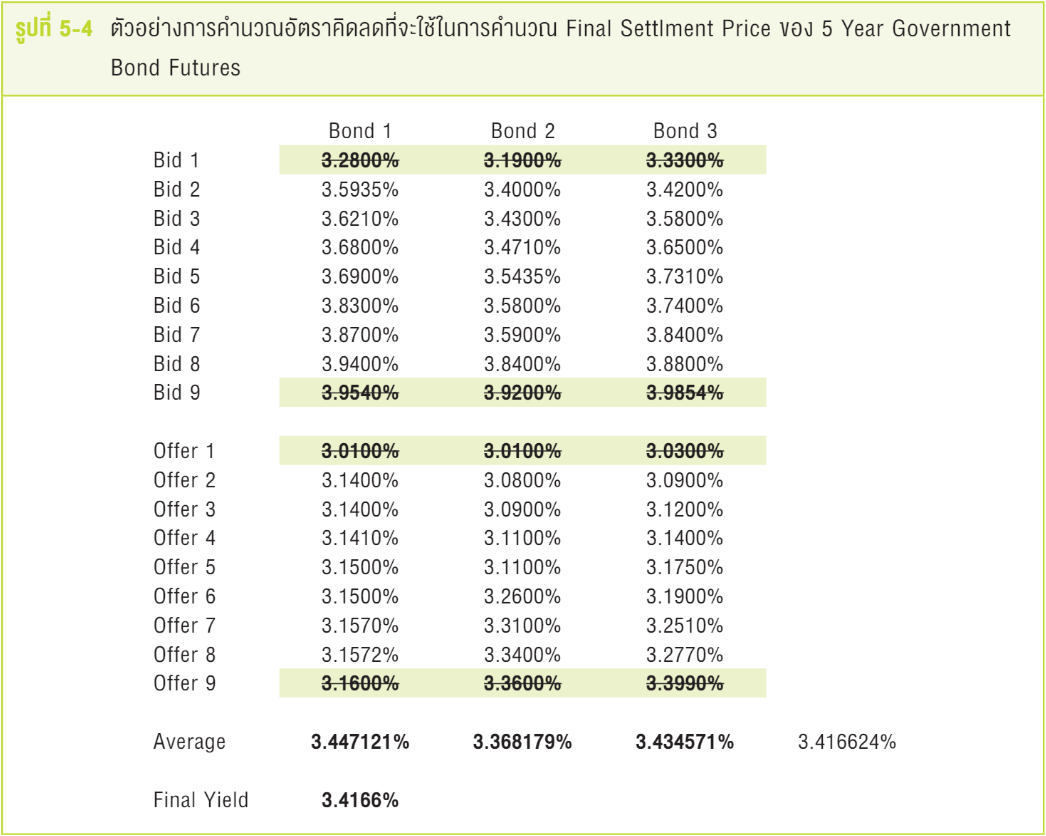 รูปที่ 5-4 ตัวอย่างการคำนวณอัตราคิดลดที่จะใช้ในการคำนวณ Final Settlment Price ของ 5 Year Government
Bond Futures
Bond 1 Bond 2 Bond 3
Bid 1 3.2800% 3.1900% 3.3300%
Bid 2 3.5935% 3.4000% 3.4200%
Bid 3 3.6210% 3.4300% 3.5800%
Bid 4 3.6800% 3.4710% 3.6500%
Bid 5 3.6900% 3.5435% 3.7310%
Bid 6 3.8300% 3.5800% 3.7400%
Bid 7 3.8700% 3.5900% 3.8400%
Bid 8 3.9400% 3.8400% 3.8800%
Bid 9 3.9540% 3.9200% 3.9854%
Offer 1 3.0100% 3.0100% 3.0300%
Offer 2 3.1400% 3.0800% 3.0900%
Offer 3 3.1400% 3.0900% 3.1200%
Offer 4 3.1410% 3.1100% 3.1400%
Offer 5 3.1500% 3.1100% 3.1750%
Offer 6 3.1500% 3.2600% 3.1900%
Offer 7 3.1570% 3.3100% 3.2510%
Offer 8 3.1572% 3.3400% 3.2770%
Offer 9 3.1600% 3.3600% 3.3990%
Average 3.447121% 3.368179% 3.434571% 3.416624%
Final Yield 3.4166%